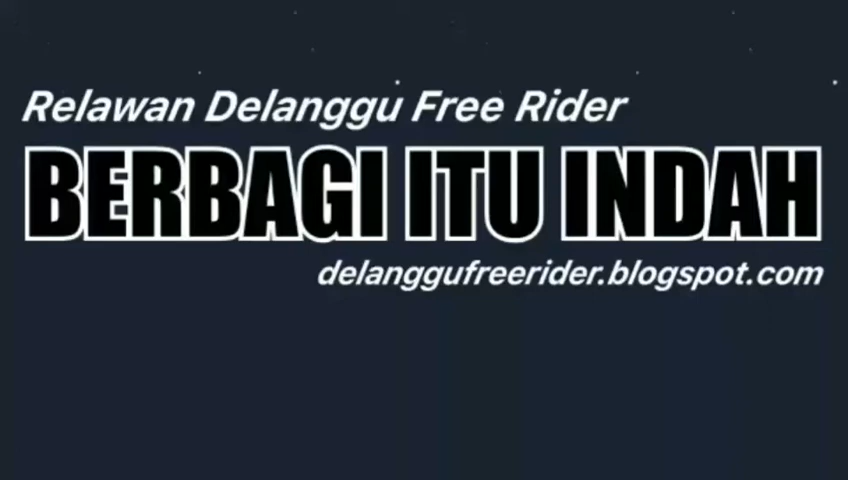 Relawan Delanggu Free Rider
BERBAGI ITU INDAH
delanggufreerider.blogspot.com